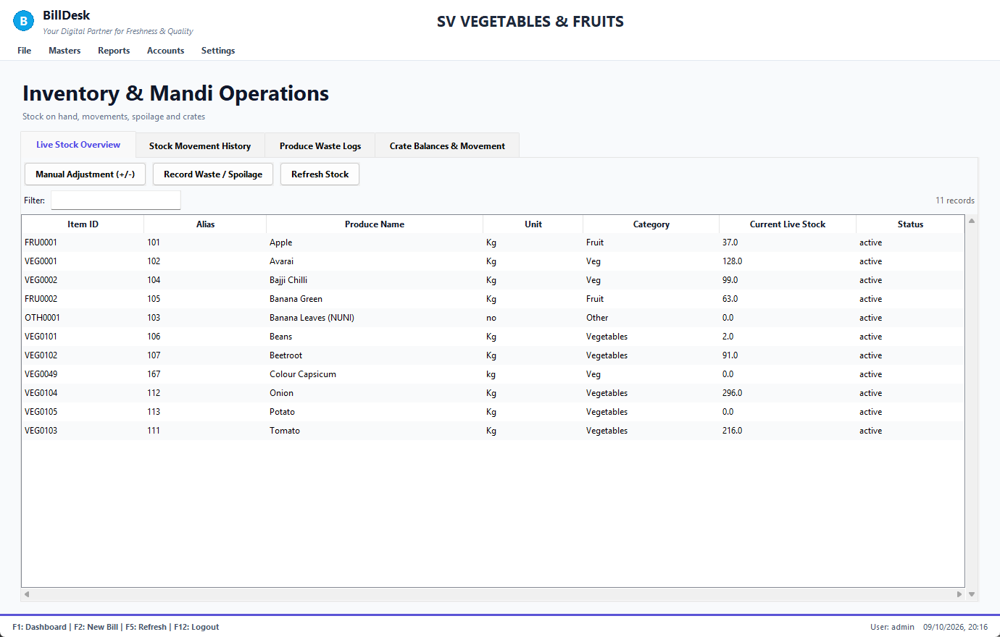 B BillDesk
SV VEGETABLES & FRUITS
Your Digital Partner for Freshness & Quality
File Masters Reports Accounts Settings
Inventory & Mandi Operations
Stock on hand, movements, spoilage and crates
Live Stock Overview Stock Movement History Produce Waste Logs Crate Balances & Movement
Manual Adjustment (+/-) Record Waste / Spoilage Refresh Stock
Filter: 11 records
Item ID Alias Produce Name Unit Category Current Live Stock Status
FRU0001 101 Apple Kg Fruit 37.0 active
VEG0001 102 Avarai Kg Veg 128.0 active
VEG0002 104 Bajji Chilli Kg Veg 99.0 active
FRU0002 105 Banana Green Kg Fruit 63.0 active
OTH0001 103 Banana Leaves (NUNI) no Other 0.0 active
VEG0101 106 Beans Kg Vegetables 2.0 active
VEG0102 107 Beetroot Kg Vegetables 91.0 active
VEG0049 167 Colour Capsicum kg Veg 0.0 active
VEG0104 112 Onion Kg Vegetables 296.0 active
VEG0105 113 Potato Kg Vegetables 0.0 active
VEG0103 111 Tomato Kg Vegetables 216.0 active
F1: Dashboard | F2: New Bill | F5: Refresh | F12: Logout User: admin 09/10/2026, 20:16